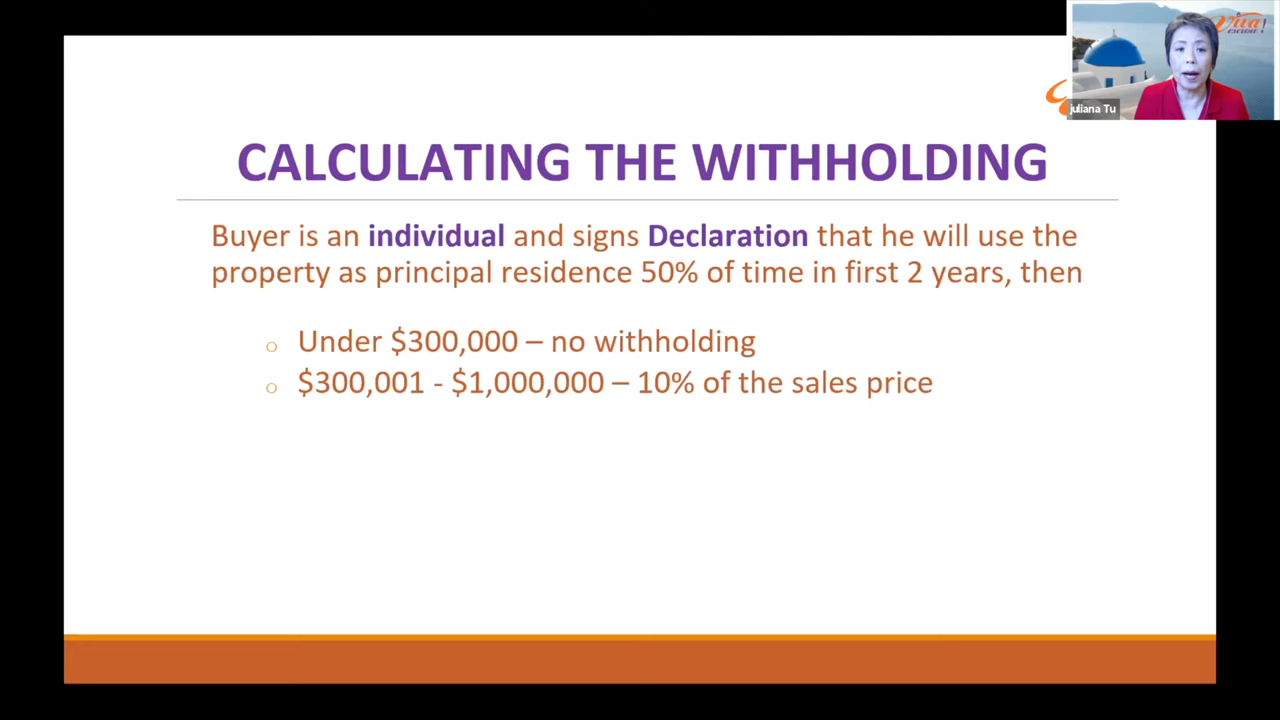 Viva
escrow!
juliana Tu
CALCULATING THE WITHHOLDING
Buyer is an individual and signs Declaration that he will use the
property as principal residence 50% of time in first 2 years, then
○ Under $300,000 – no withholding
○ $300,001 - $1,000,000 – 10% of the sales price